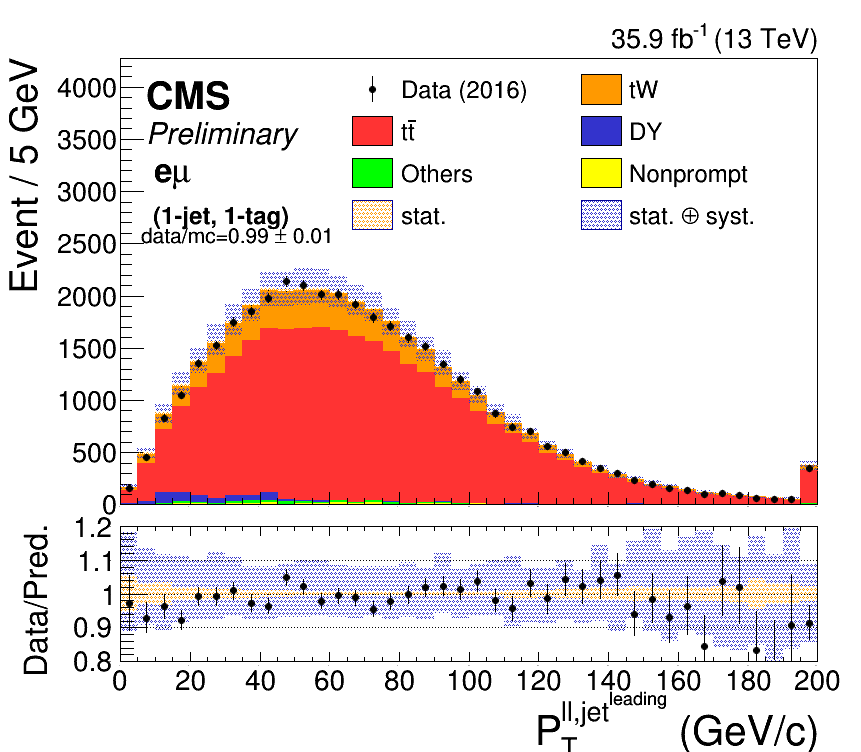 35.9 fb⁻¹ (13 TeV)
Event / 5 GeV
4000
3500
3000
2500
2000
1500
1000
500
0
CMS
Preliminary
eμ
(1-jet, 1-tag)
data/mc=0.99 ± 0.01
Data (2016)
tW
tt̄
DY
Others
Nonprompt
stat.
stat. ⊕ syst.
Data/Pred.
1.2
1.1
1
0.9
0.8
0 20 40 60 80 100 120 140 160 180 200
P_T^{ll,jet^{leading}} (GeV/c)